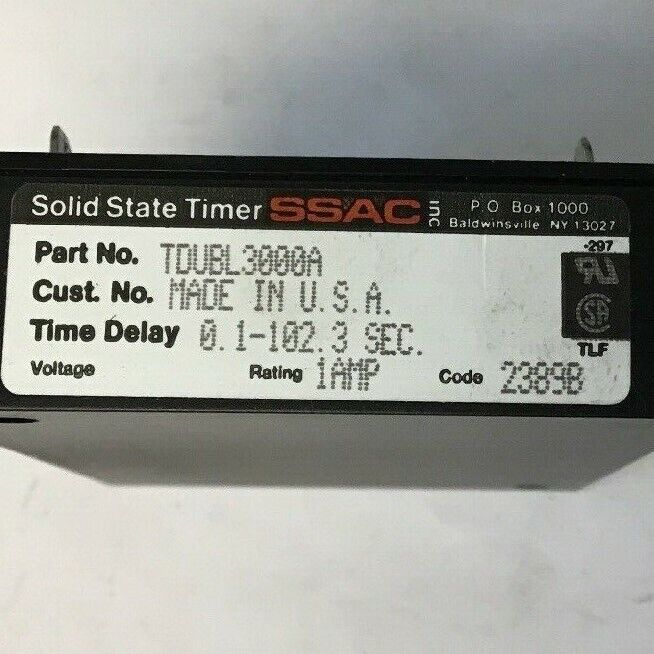 Solid State Timer SSAC inc P.O. Box 1000
Baldwinsville NY 13027
-297
Part No. TDUBL3000A
Cust. No. MADE IN U.S.A.
Time Delay 0.1-102.3 SEC.
TLF
Voltage Rating 1AMP Code 2389B